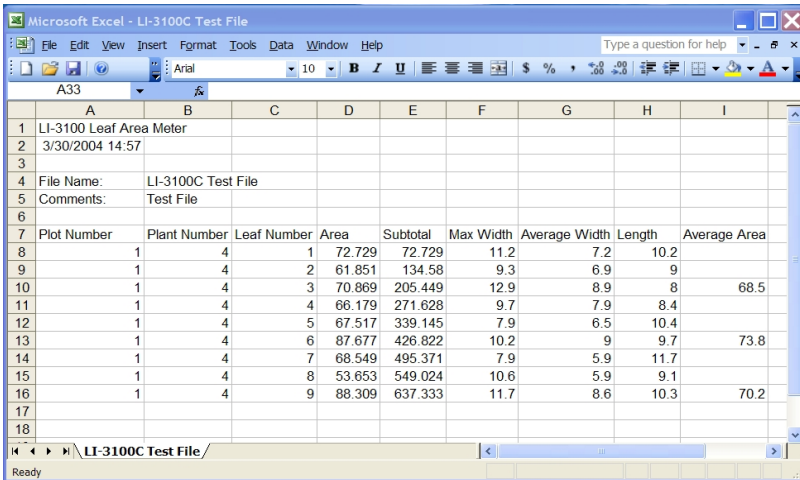 Microsoft Excel - LI-3100C Test File
File Edit View Insert Format Tools Data Window Help Type a question for help
Arial 10 B I U $ % ,
A33 fx
A B C D E F G H I
1 LI-3100 Leaf Area Meter
2 3/30/2004 14:57
3
4 File Name: LI-3100C Test File
5 Comments: Test File
6
7 Plot Number Plant Number Leaf Number Area Subtotal Max Width Average Width Length Average Area
8 1 4 1 72.729 72.729 11.2 7.2 10.2
9 1 4 2 61.851 134.58 9.3 6.9 9
10 1 4 3 70.869 205.449 12.9 8.9 8 68.5
11 1 4 4 66.179 271.628 9.7 7.9 8.4
12 1 4 5 67.517 339.145 7.9 6.5 10.4
13 1 4 6 87.677 426.822 10.2 9 9.7 73.8
14 1 4 7 68.549 495.371 7.9 5.9 11.7
15 1 4 8 53.653 549.024 10.6 5.9 9.1
16 1 4 9 88.309 637.333 11.7 8.6 10.3 70.2
17
18
LI-3100C Test File
Ready